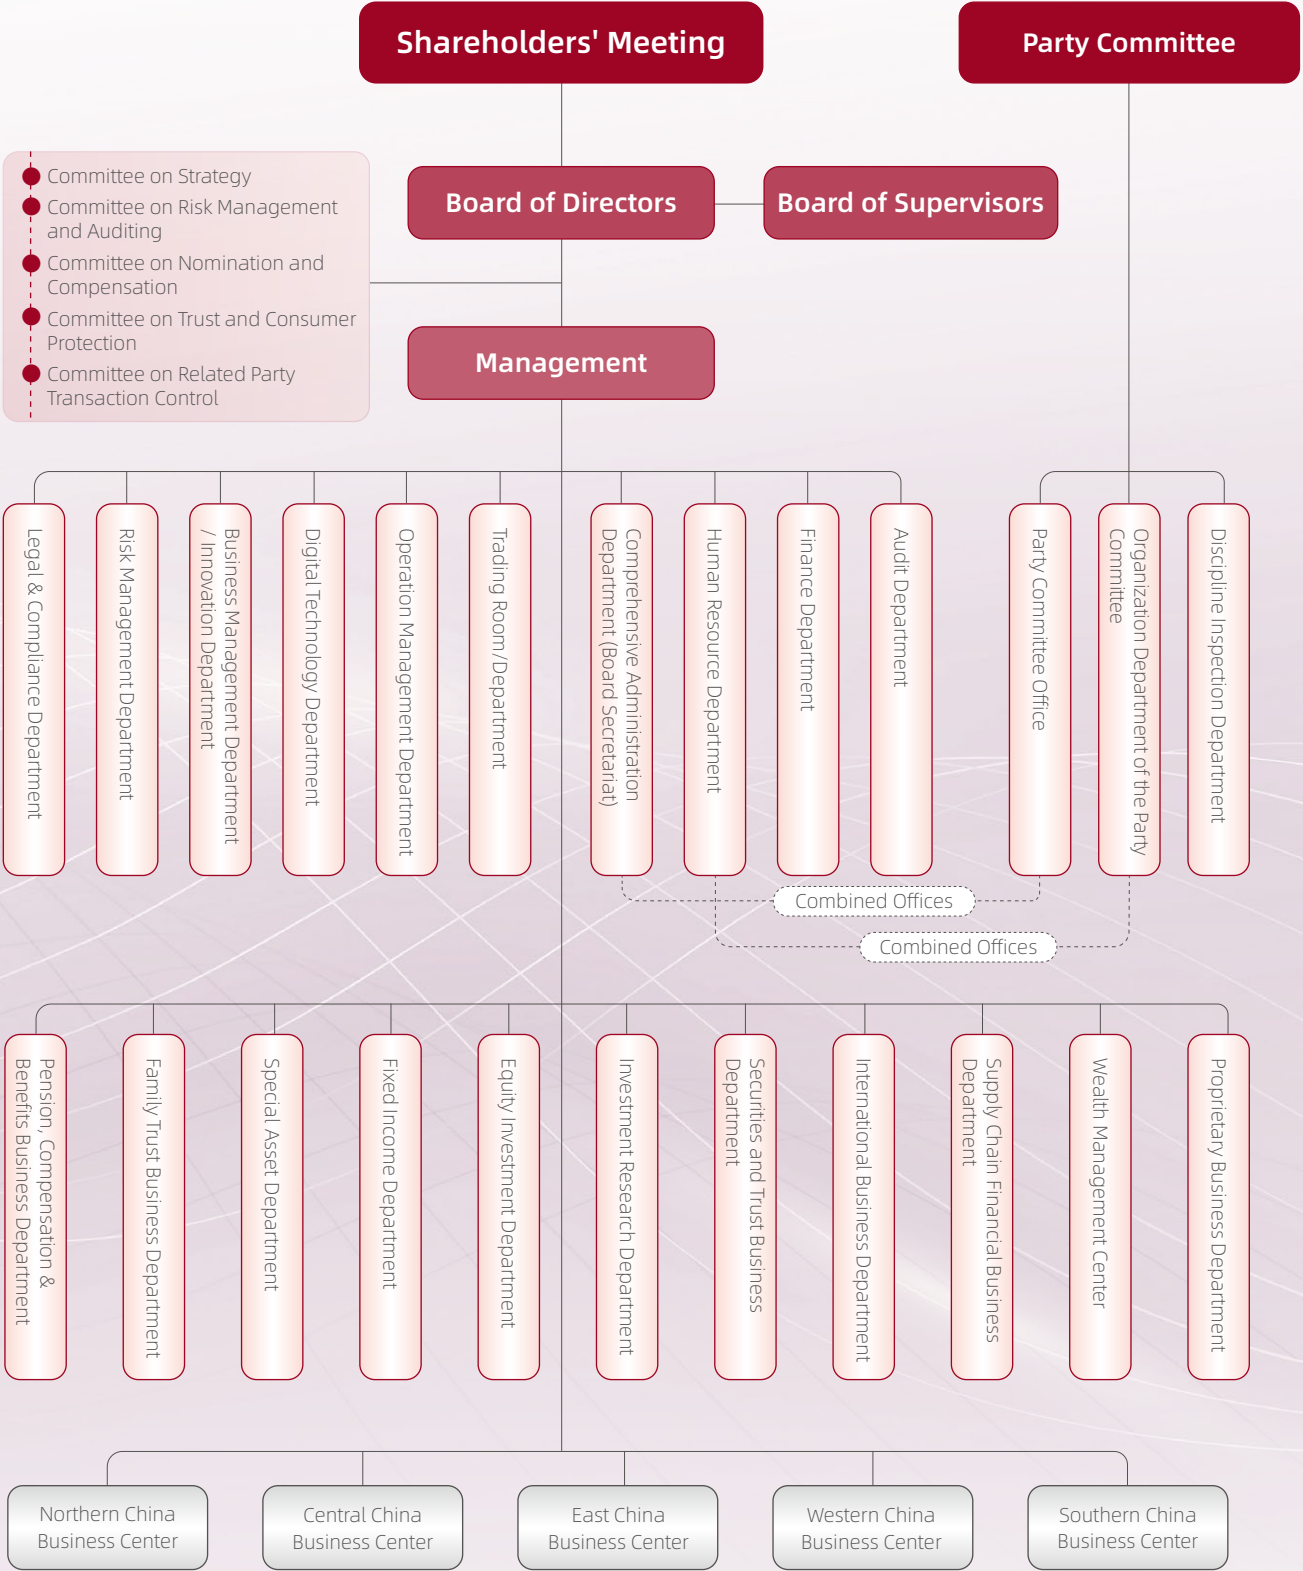 Shareholders' Meeting
Party Committee
Committee on Strategy
Committee on Risk Management
and Auditing
Committee on Nomination and
Compensation
Committee on Trust and Consumer
Protection
Committee on Related Party
Transaction Control
Board of Directors
Board of Supervisors
Management
Legal & Compliance Department
Risk Management Department
Business Management Department
/ Innovation Department
Digital Technology Department
Operation Management Department
Trading Room/Department
Comprehensive Administration
Department (Board Secretariat)
Human Resource Department
Finance Department
Audit Department
Party Committee Office
Organization Department of the Party
Committee
Discipline Inspection Department
Combined Offices
Combined Offices
Pension, Compensation &
Benefits Business Department
Family Trust Business Department
Special Asset Department
Fixed Income Department
Equity Investment Department
Investment Research Department
Securities and Trust Business
Department
International Business Department
Supply Chain Financial Business
Department
Wealth Management Center
Proprietary Business Department
Northern China
Business Center
Central China
Business Center
East China
Business Center
Western China
Business Center
Southern China
Business Center